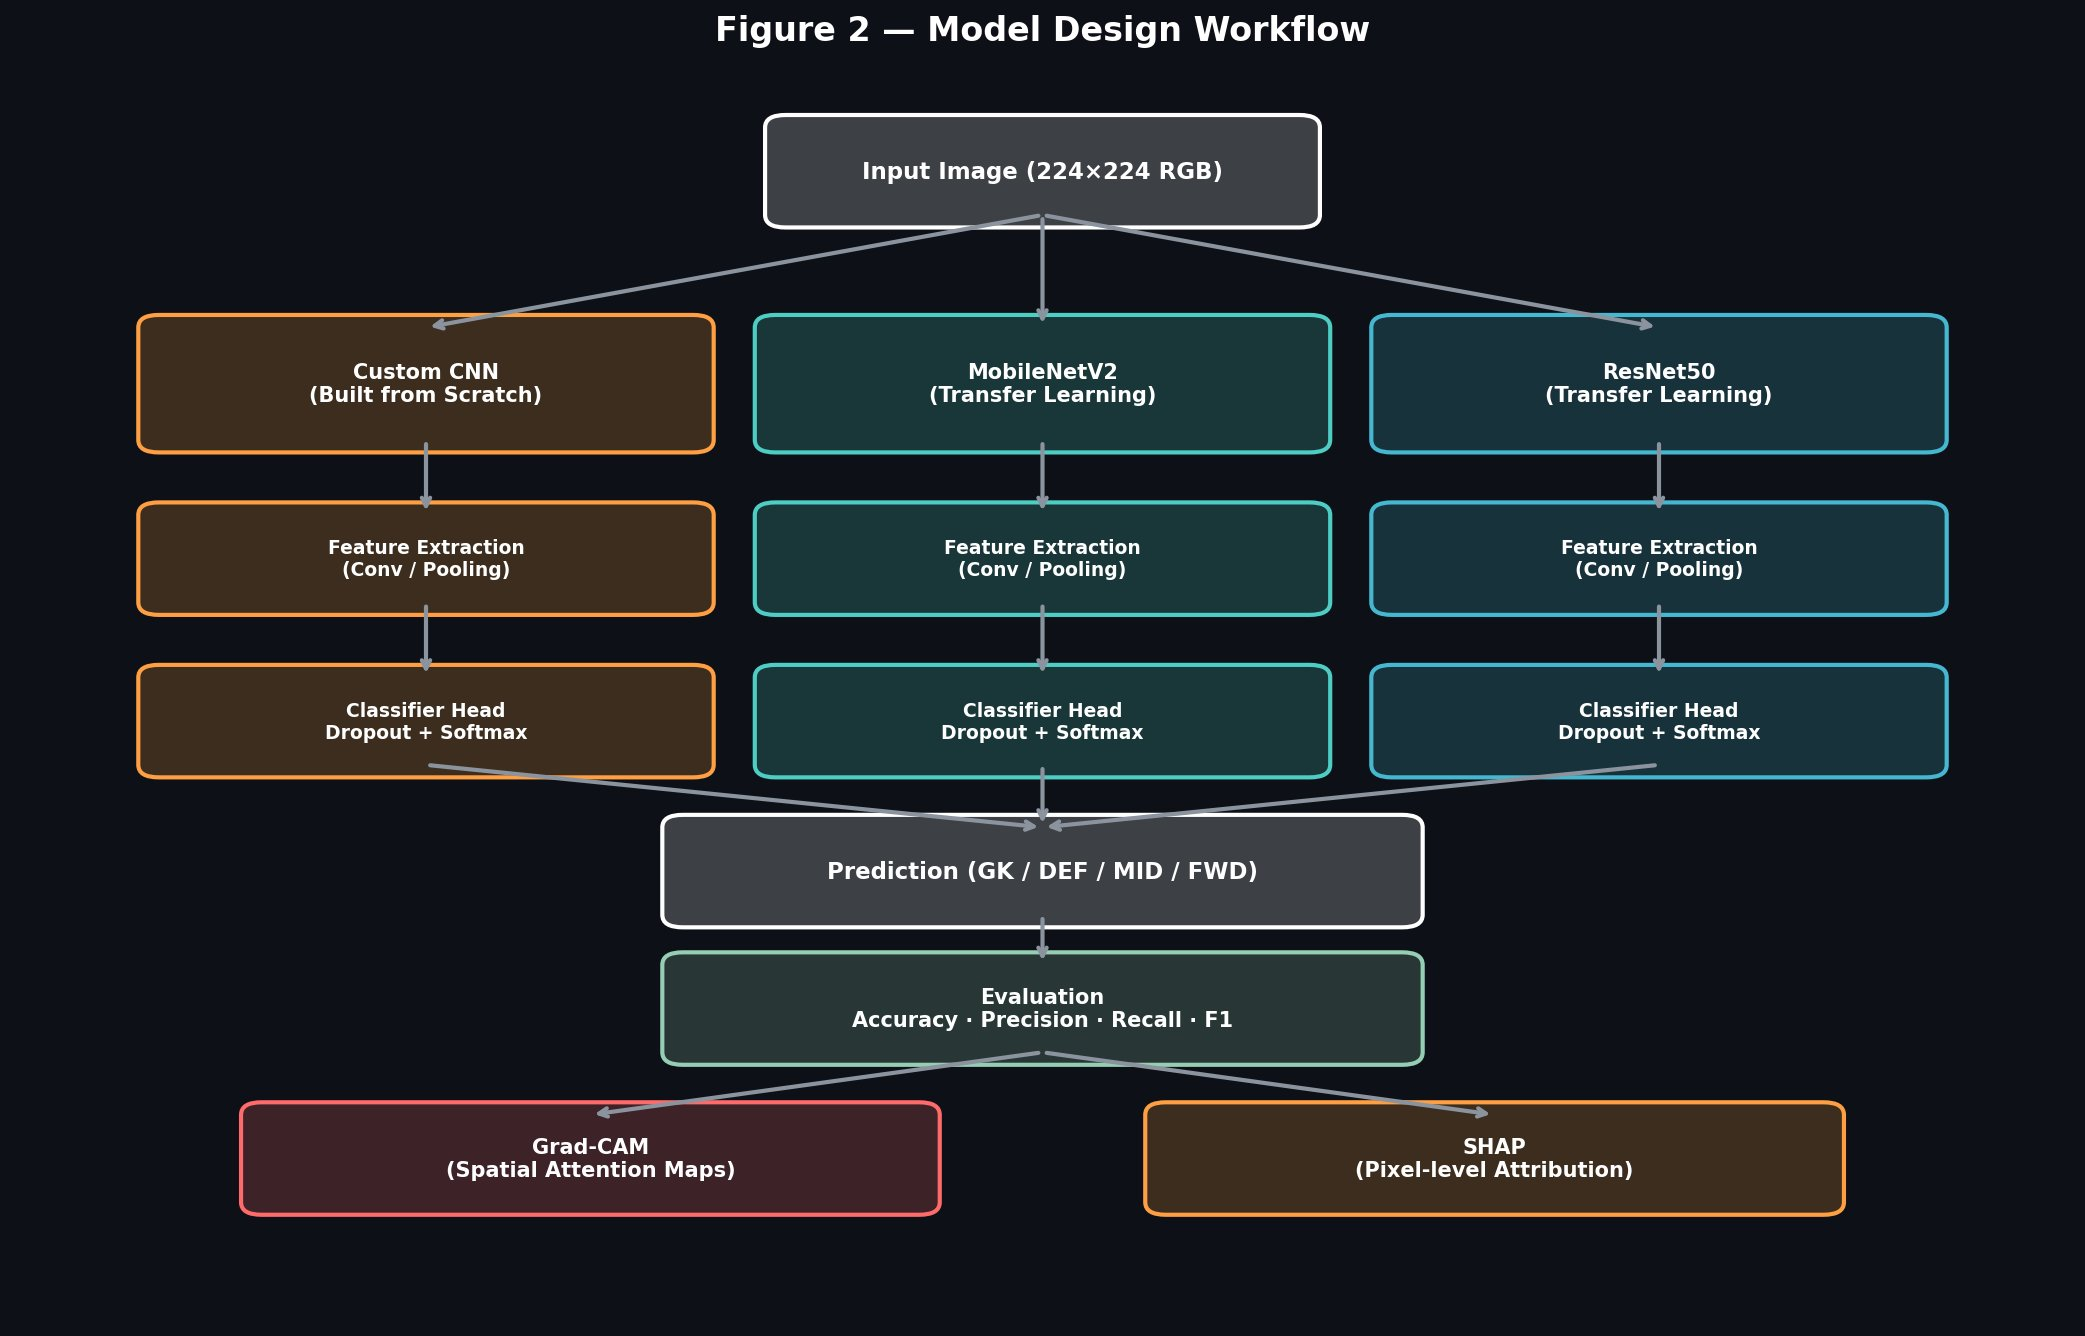 Figure 2 — Model Design Workflow
Input Image (224×224 RGB)
Custom CNN
(Built from Scratch)
MobileNetV2
(Transfer Learning)
ResNet50
(Transfer Learning)
Feature Extraction
(Conv / Pooling)
Feature Extraction
(Conv / Pooling)
Feature Extraction
(Conv / Pooling)
Classifier Head
Dropout + Softmax
Classifier Head
Dropout + Softmax
Classifier Head
Dropout + Softmax
Prediction (GK / DEF / MID / FWD)
Evaluation
Accuracy · Precision · Recall · F1
Grad-CAM
(Spatial Attention Maps)
SHAP
(Pixel-level Attribution)